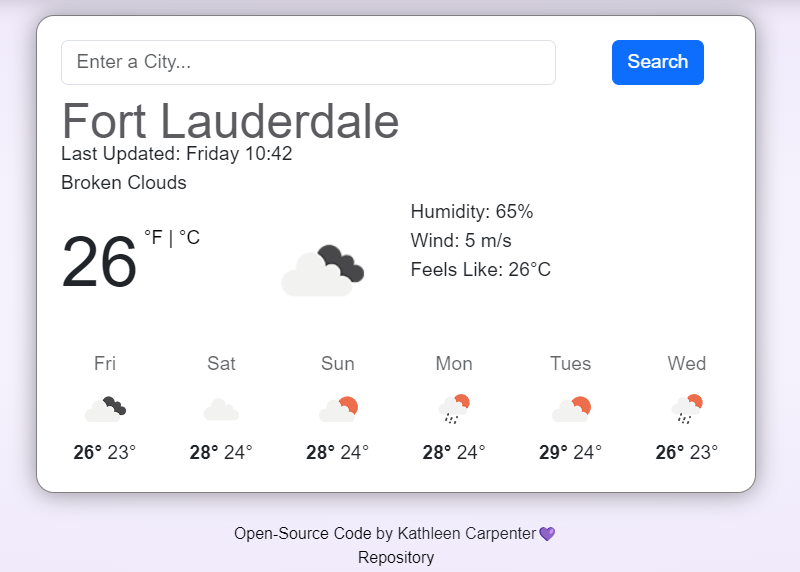 Enter a City...
Search
Fort Lauderdale
Last Updated: Friday 10:42
Broken Clouds
26 °F | °C
Humidity: 65%
Wind: 5 m/s
Feels Like: 26°C
Fri Sat Sun Mon Tues Wed
26° 23° 28° 24° 28° 24° 28° 24° 29° 24° 26° 23°
Open-Source Code by Kathleen Carpenter💜
Repository